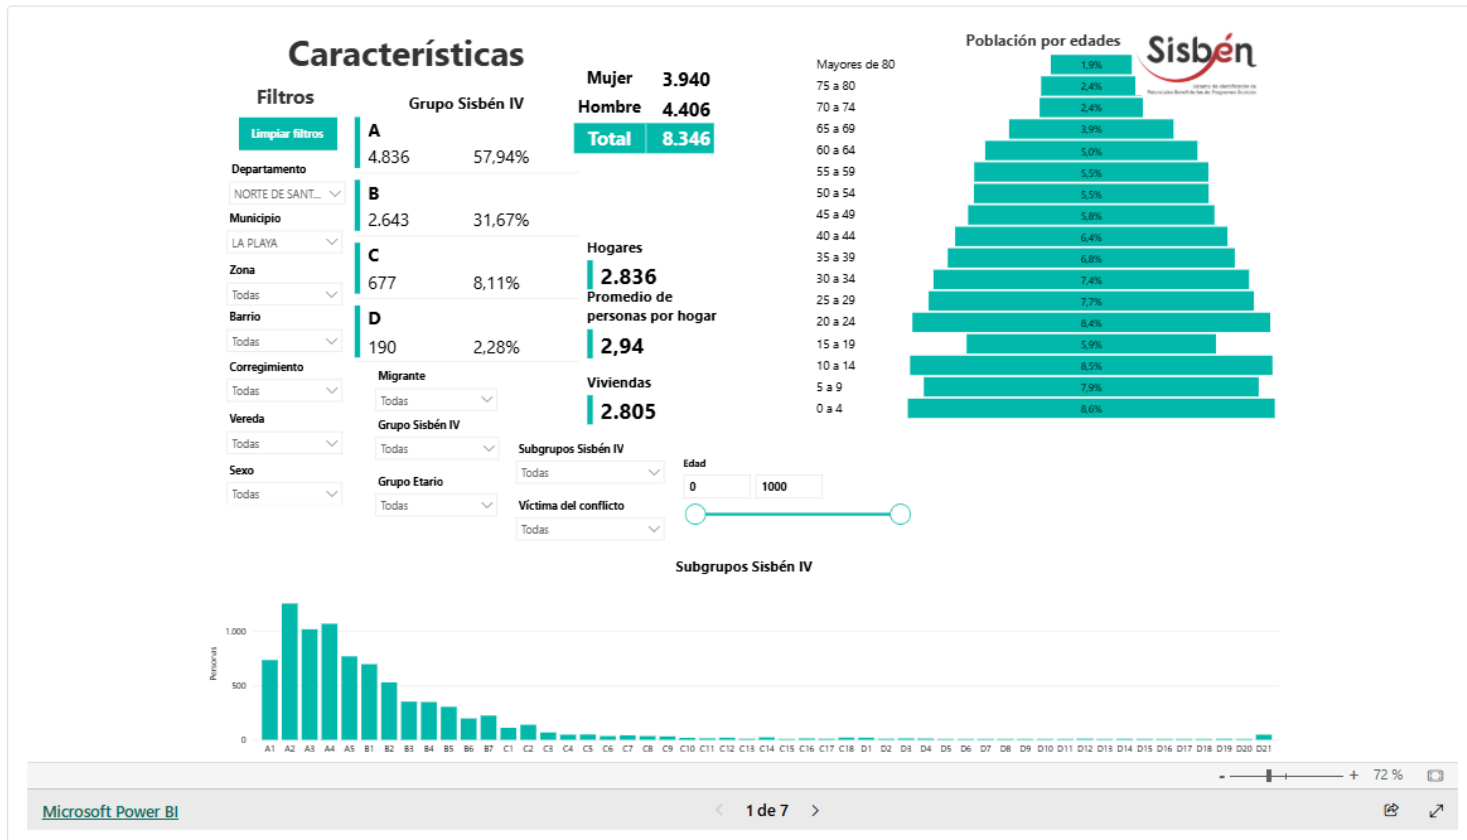 Características
Filtros
Limpiar filtros
Departamento
NORTE DE SANT...
Municipio
LA PLAYA
Zona
Todas
Barrio
Todas
Corregimiento
Todas
Vereda
Todas
Sexo
Todas
Grupo Sisbén IV
A
4.836 57,94%
B
2.643 31,67%
C
677 8,11%
D
190 2,28%
Migrante
Todas
Grupo Sisbén IV
Todas
Grupo Etario
Todas
Mujer 3.940
Hombre 4.406
Total 8.346
Hogares
2.836
Promedio de
personas por hogar
2,94
Viviendas
2.805
Subgrupos Sisbén IV
Todas
Víctima del conflicto
Todas
Edad
0 1000
Población por edades
Sisbén
Sistema de Identificación de
Potenciales Beneficiarios de Programas Sociales
Mayores de 80 1,9%
75 a 80 2,4%
70 a 74 2,4%
65 a 69 3,9%
60 a 64 5,0%
55 a 59 5,5%
50 a 54 5,5%
45 a 49 5,8%
40 a 44 6,4%
35 a 39 6,8%
30 a 34 7,4%
25 a 29 7,7%
20 a 24 8,4%
15 a 19 5,9%
10 a 14 8,5%
5 a 9 7,9%
0 a 4 8,6%
Subgrupos Sisbén IV
Personas
1.000
500
0
A1 A2 A3 A4 A5 B1 B2 B3 B4 B5 B6 B7 C1 C2 C3 C4 C5 C6 C7 C8 C9 C10 C11 C12 C13 C14 C15 C16 C17 C18 D1 D2 D3 D4 D5 D6 D7 D8 D9 D10 D11 D12 D13 D14 D15 D16 D17 D18 D19 D20 D21
- + 72 %
Microsoft Power BI
1 de 7